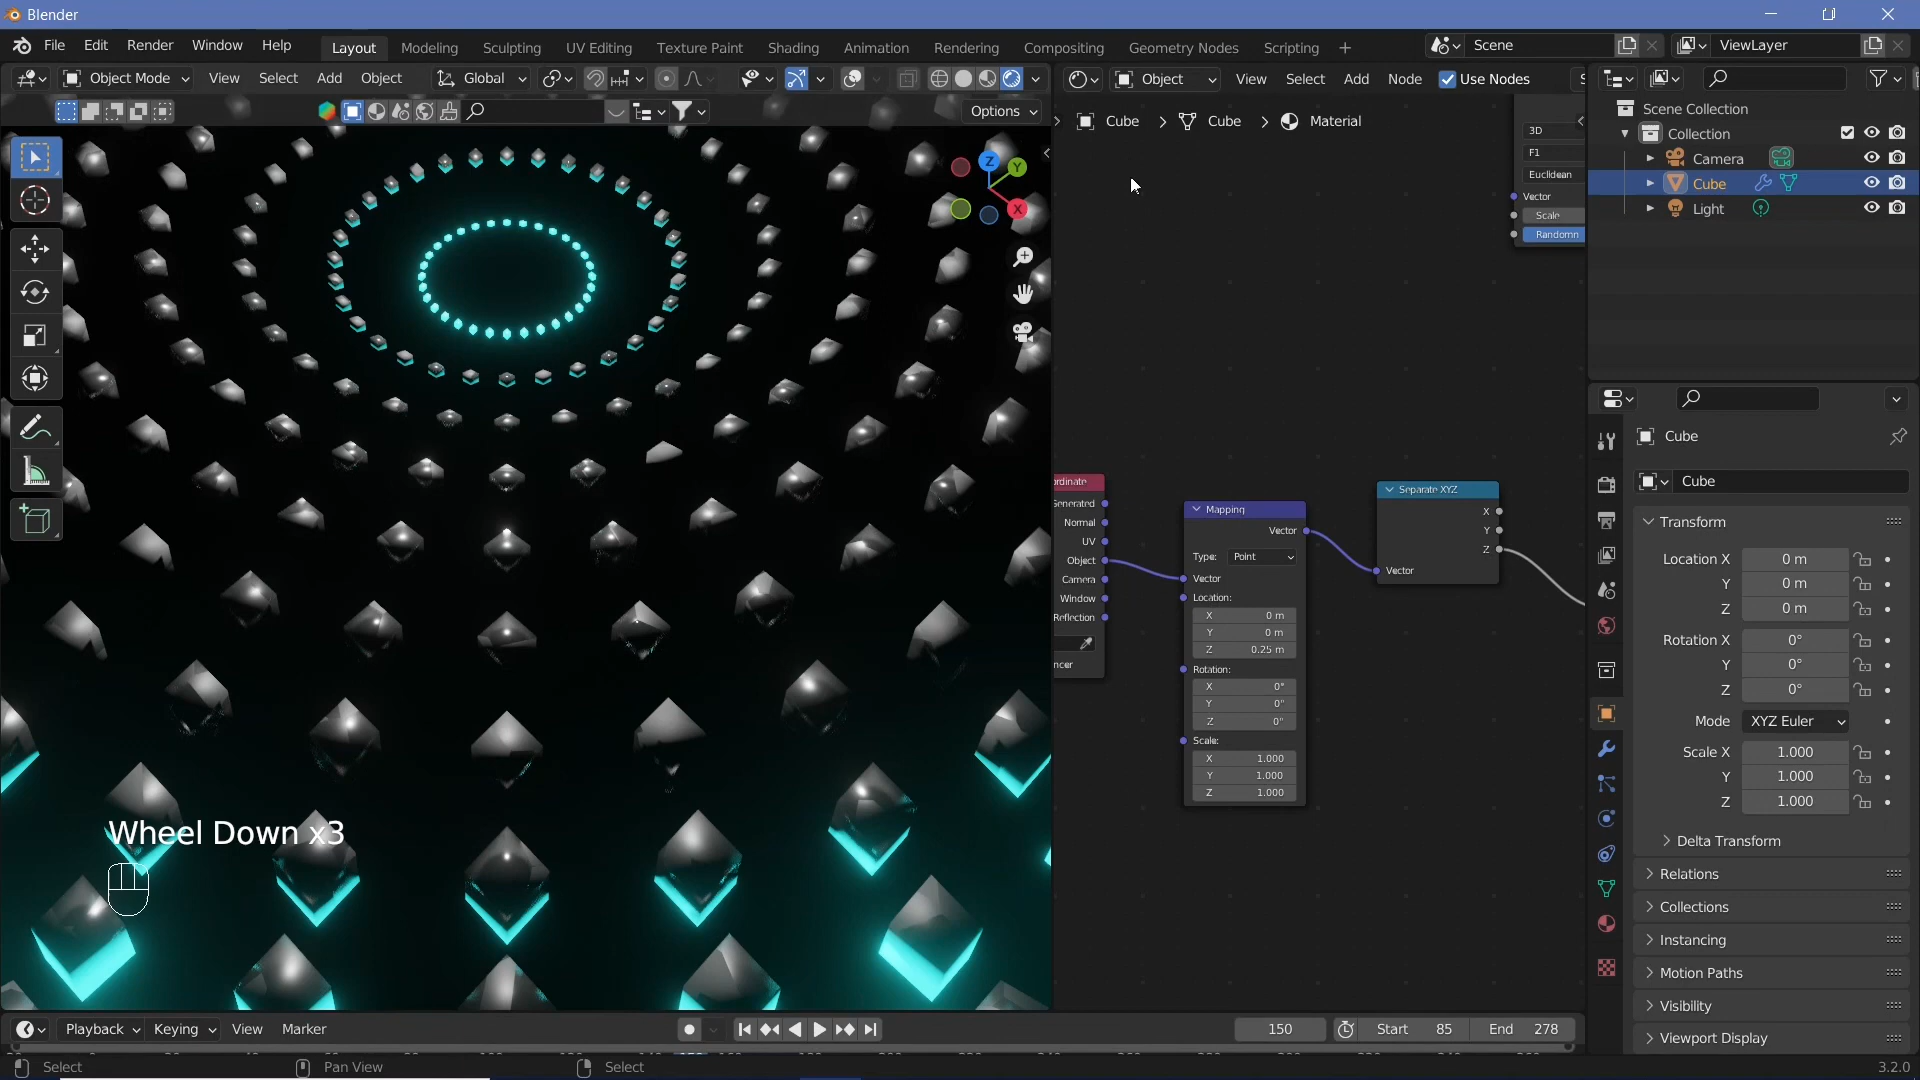 Blender
File Edit Render Window Help Layout Modeling Sculpting UV Editing Texture Paint Shading Animation Rendering Compositing Geometry Nodes Scripting Scene ViewLayer
Object Mode View Select Add Object Global Object View Select Add Node Use Nodes
Options
Cube Cube Material
X Y Z
Scene Collection
Collection
Camera
Cube
Light
3D
F1
Euclidean
Vector
Scale
Randomn
Cube
Cube
ordinate
Generated
Normal
UV
Object
Camera
Window
Reflection
ncer
Mapping
Vector
Type: Point
Vector
Location:
X 0 m
Y 0 m
Z 0.25 m
Rotation:
X 0°
Y 0°
Z 0°
Scale:
X 1.000
Y 1.000
Z 1.000
Separate XYZ
X
Y
Z
Vector
Transform
Location X 0 m
Y 0 m
Z 0 m
Rotation X 0°
Y 0°
Z 0°
Mode XYZ Euler
Scale X 1.000
Y 1.000
Z 1.000
Delta Transform
Relations
Collections
Instancing
Motion Paths
Visibility
Viewport Display
Wheel Down x3
Playback Keying View Marker 150 Start 85 End 278
Select Pan View Select 3.2.0